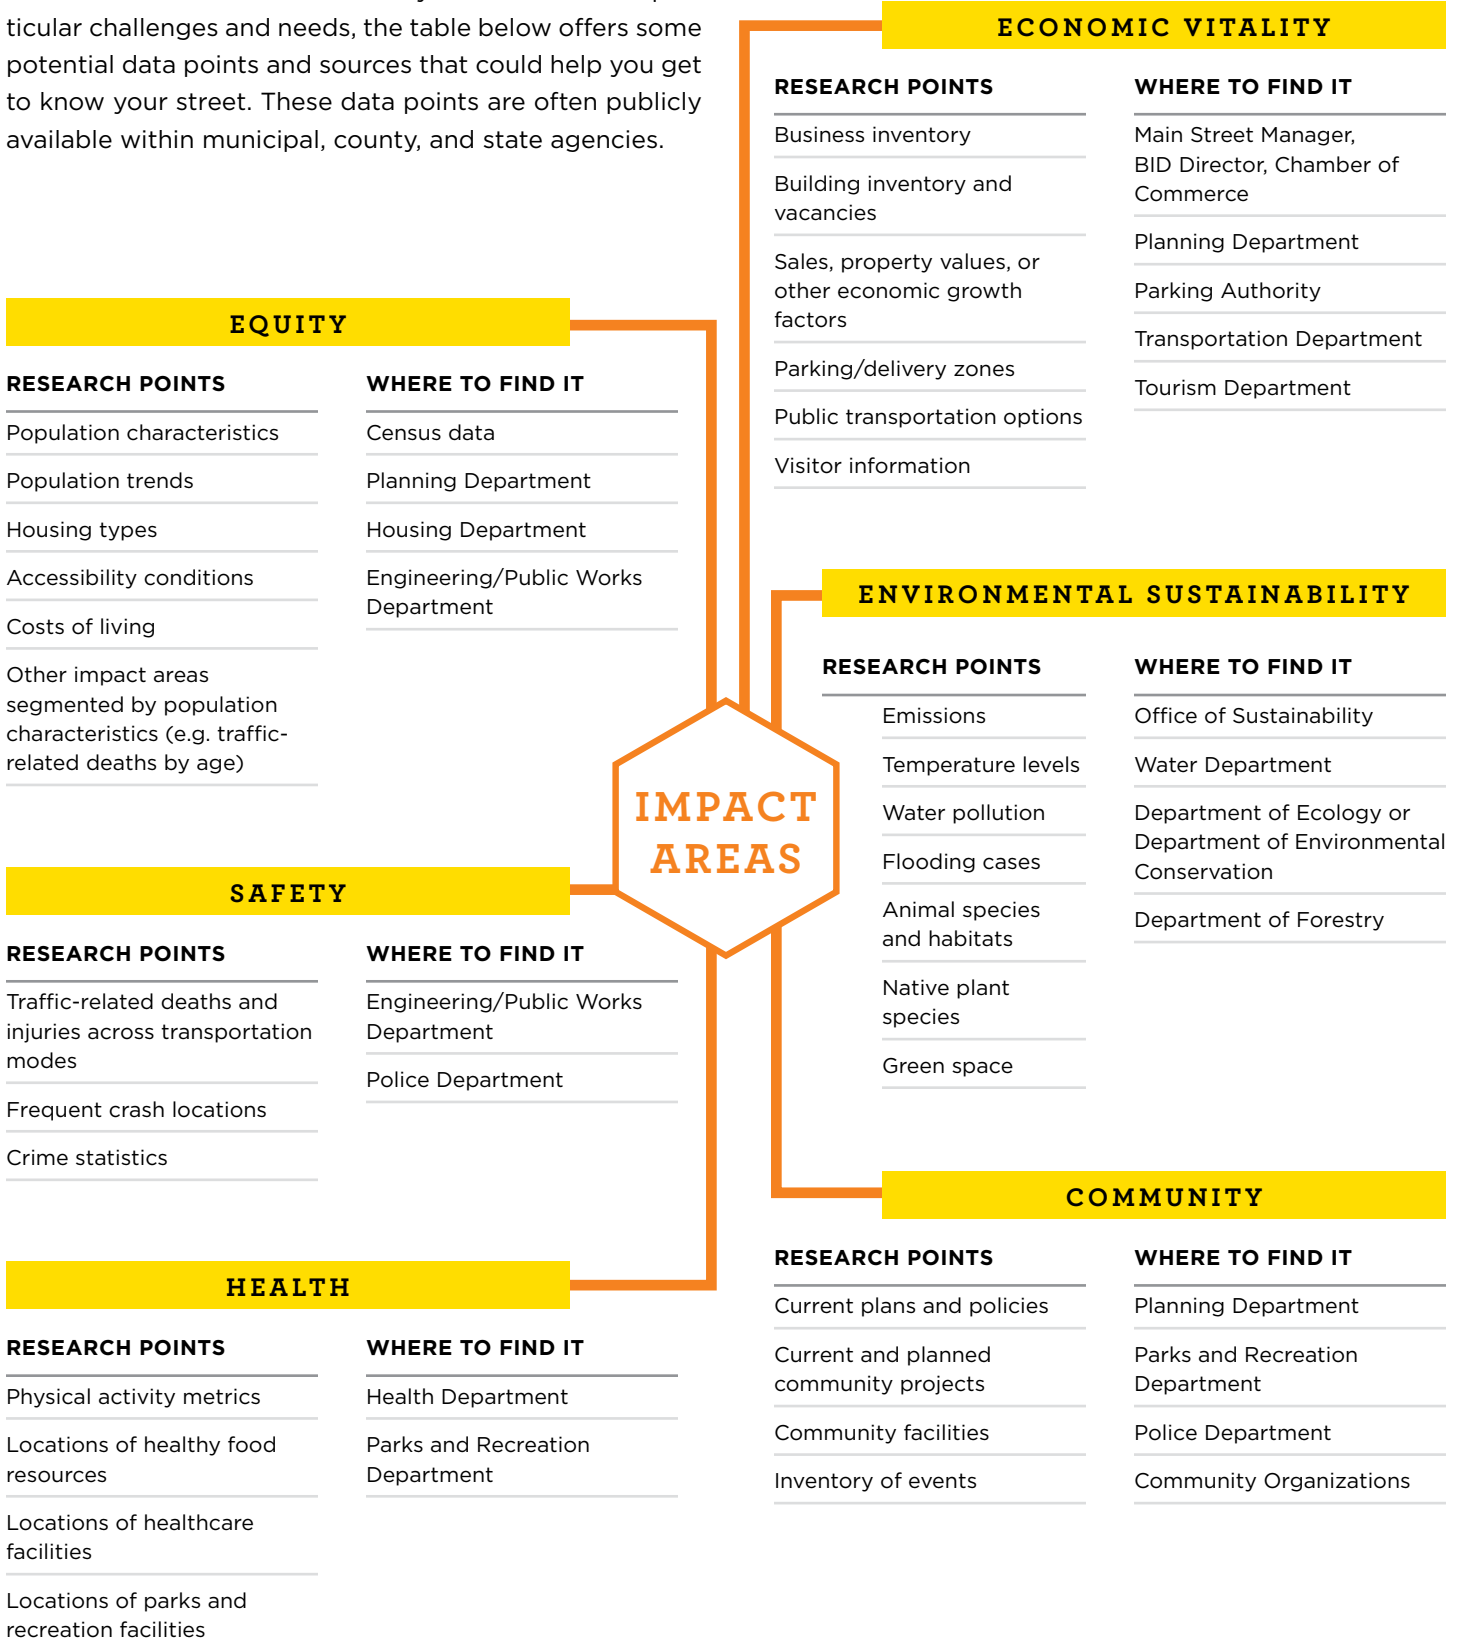 ticular challenges and needs, the table below offers some
potential data points and sources that could help you get
to know your street. These data points are often publicly
available within municipal, county, and state agencies.
EQUITY
RESEARCH POINTS
Population characteristics
Population trends
Housing types
Accessibility conditions
Costs of living
Other impact areas
segmented by population
characteristics (e.g. traffic-
related deaths by age)
WHERE TO FIND IT
Census data
Planning Department
Housing Department
Engineering/Public Works
Department
SAFETY
RESEARCH POINTS
Traffic-related deaths and
injuries across transportation
modes
Frequent crash locations
Crime statistics
WHERE TO FIND IT
Engineering/Public Works
Department
Police Department
HEALTH
RESEARCH POINTS
Physical activity metrics
Locations of healthy food
resources
Locations of healthcare
facilities
Locations of parks and
recreation facilities
WHERE TO FIND IT
Health Department
Parks and Recreation
Department
IMPACT
AREAS
ECONOMIC VITALITY
RESEARCH POINTS
Business inventory
Building inventory and
vacancies
Sales, property values, or
other economic growth
factors
Parking/delivery zones
Public transportation options
Visitor information
WHERE TO FIND IT
Main Street Manager,
BID Director, Chamber of
Commerce
Planning Department
Parking Authority
Transportation Department
Tourism Department
ENVIRONMENTAL SUSTAINABILITY
RESEARCH POINTS
Emissions
Temperature levels
Water pollution
Flooding cases
Animal species
and habitats
Native plant
species
Green space
WHERE TO FIND IT
Office of Sustainability
Water Department
Department of Ecology or
Department of Environmental
Conservation
Department of Forestry
COMMUNITY
RESEARCH POINTS
Current plans and policies
Current and planned
community projects
Community facilities
Inventory of events
WHERE TO FIND IT
Planning Department
Parks and Recreation
Department
Police Department
Community Organizations